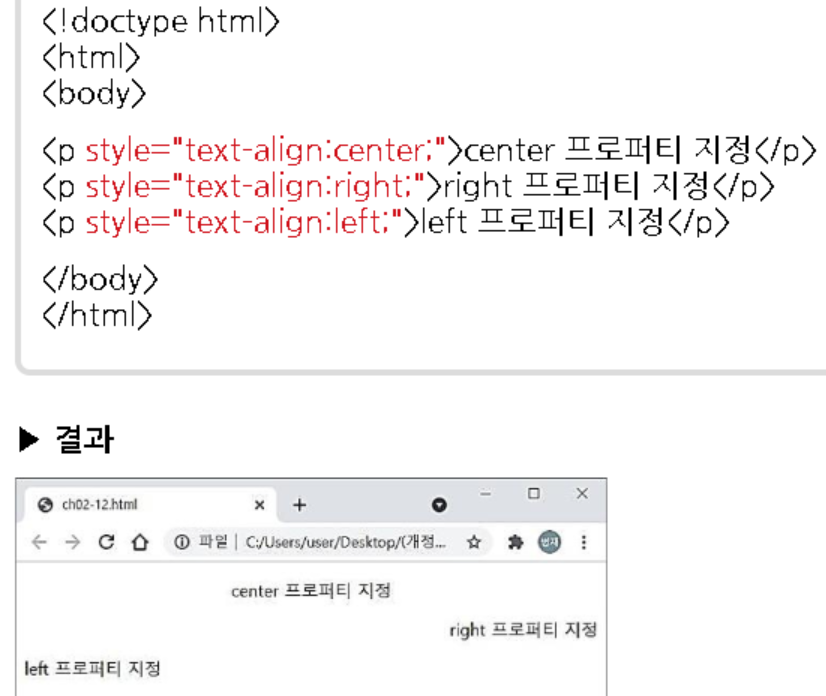 <!doctype html>
<html>
<body>
<p style="text-align:center;">center 프로퍼티 지정</p>
<p style="text-align:right;">right 프로퍼티 지정</p>
<p style="text-align:left;">left 프로퍼티 지정</p>
</body>
</html>
▶ 결과
ch02-12.html
파일 | C:/Users/user/Desktop/(개정...
center 프로퍼티 지정
right 프로퍼티 지정
left 프로퍼티 지정